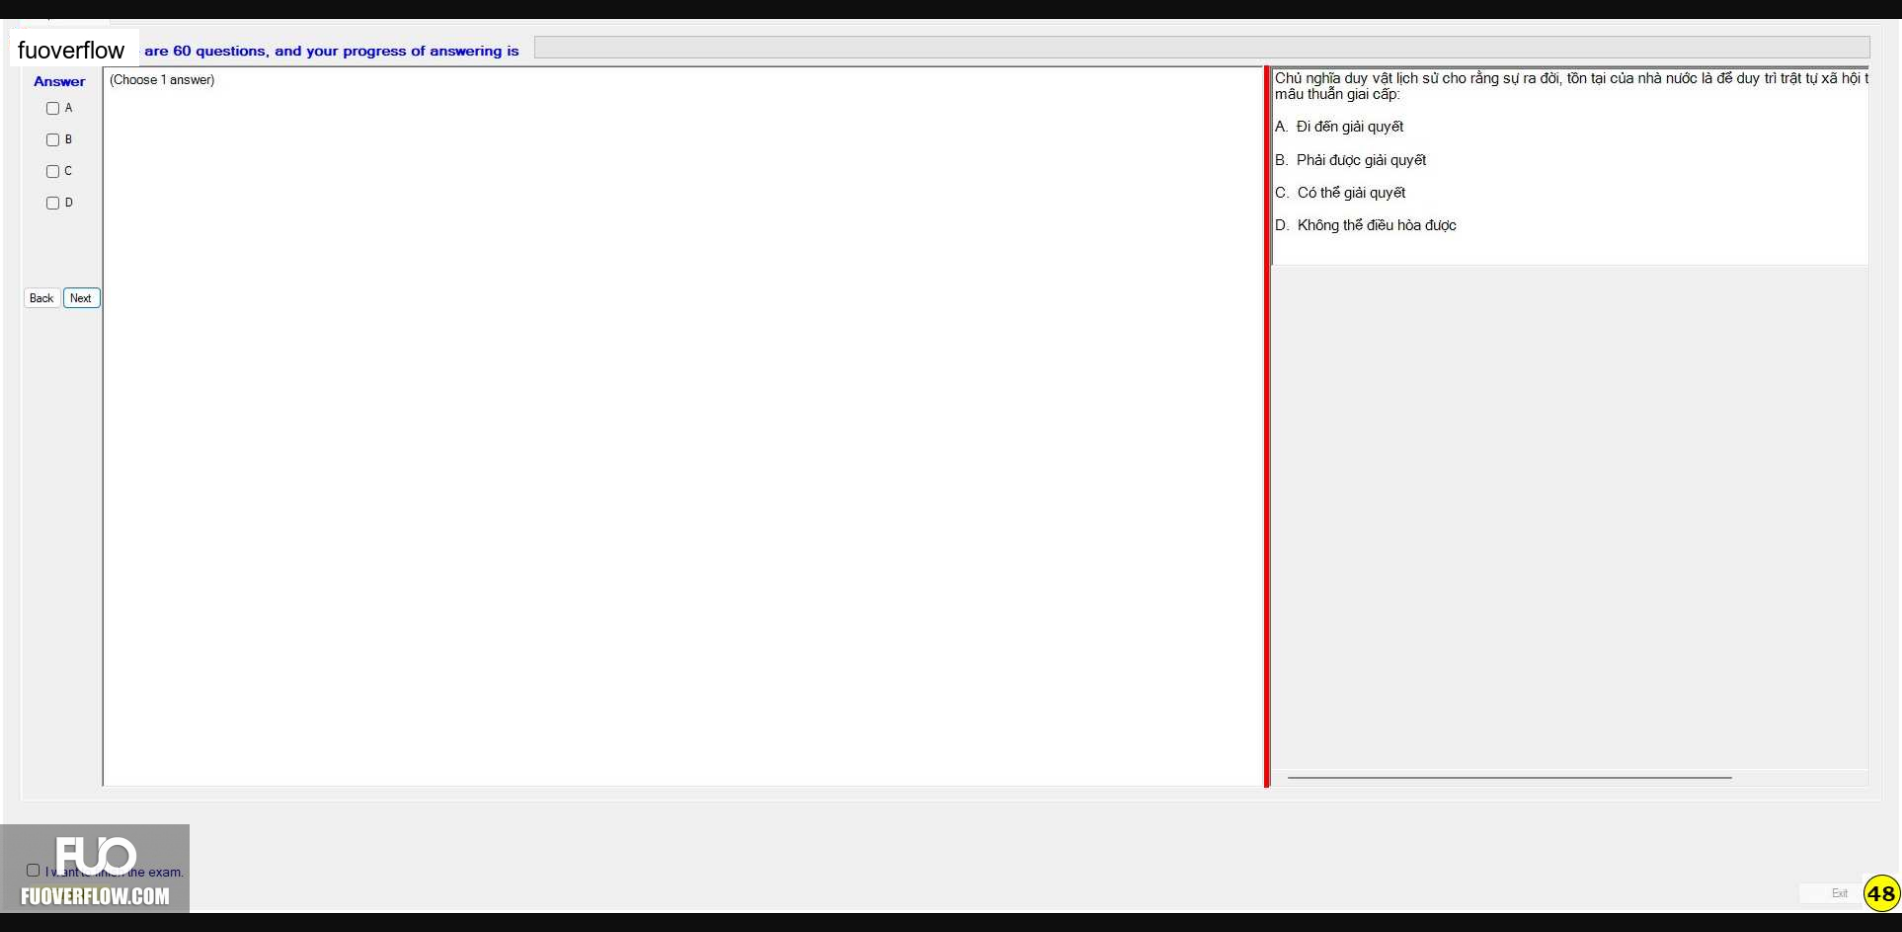 fuoverflow are 60 questions, and your progress of answering is
Answer
(Choose 1 answer)
A
B
C
D
Back Next
Chủ nghĩa duy vật lịch sử cho rằng sự ra đời, tồn tại của nhà nước là để duy trì trật tự xã hội t
mâu thuẫn giai cấp:
A. Đi đến giải quyết
B. Phải được giải quyết
C. Có thể giải quyết
D. Không thể điều hòa được
FUO
I want the exam.
FUOVERFLOW.COM
Exit
48